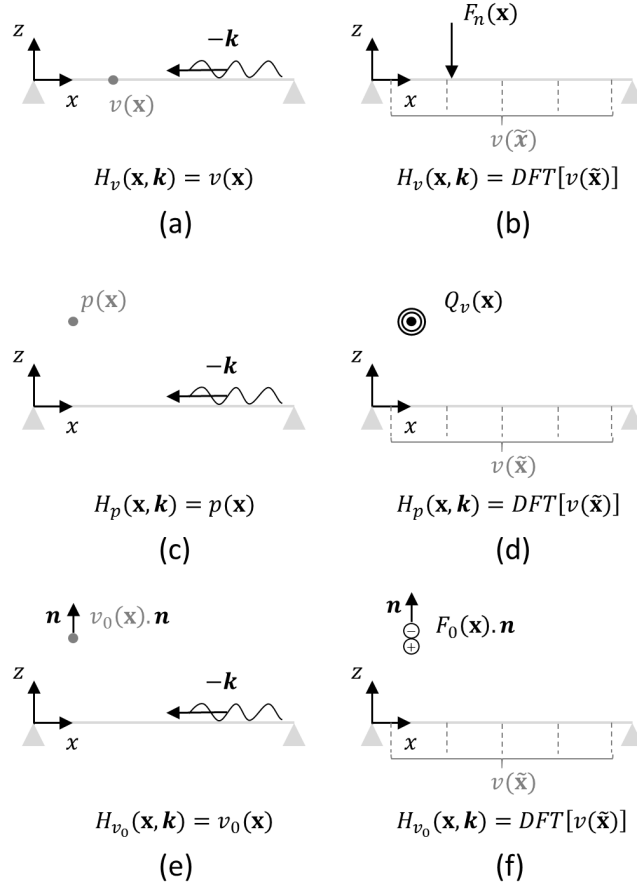 −k
z
x
v(x)
H_v(x, k) = v(x)
(a)
F_n(x)
z
x
v(x̃)
H_v(x, k) = DFT[v(x̃)]
(b)
p(x)
−k
z
x
H_p(x, k) = p(x)
(c)
Q_v(x)
z
x
v(x̃)
H_p(x, k) = DFT[v(x̃)]
(d)
n v_0(x). n
−k
z
x
H_{v_0}(x, k) = v_0(x)
(e)
n F_0(x). n
−
+
z
x
v(x̃)
H_{v_0}(x, k) = DFT[v(x̃)]
(f)